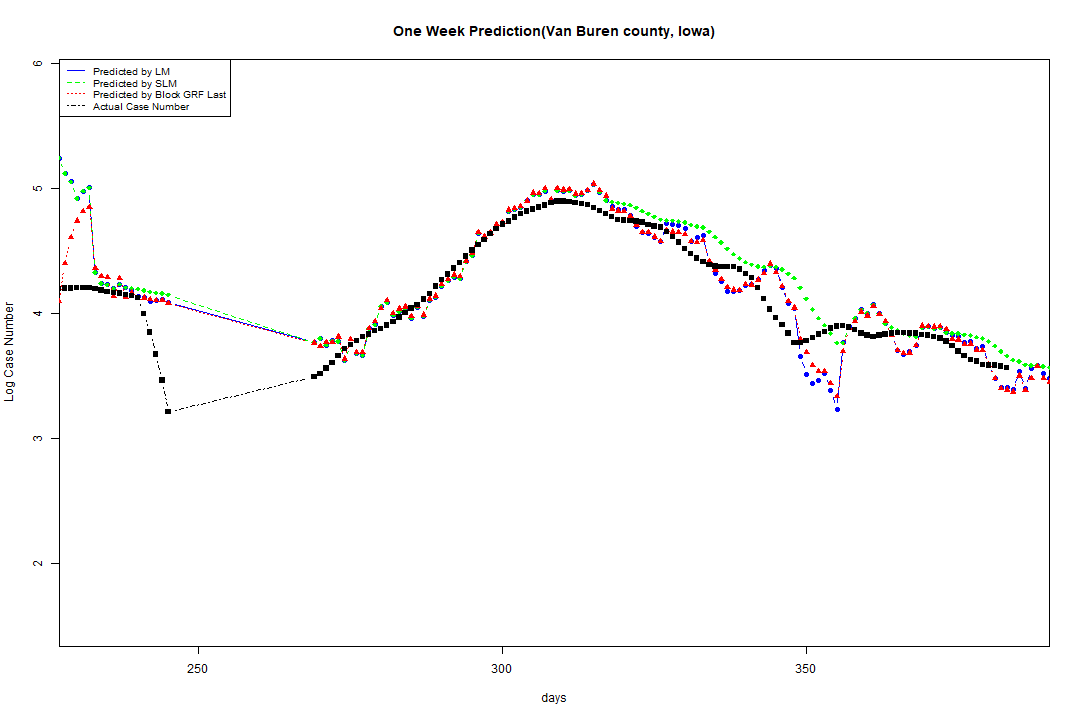 One Week Prediction(Van Buren county, Iowa)
Predicted by LM
Predicted by SLM
Predicted by Block GRF Last
Actual Case Number
6
5
4
3
2
Log Case Number
250
300
350
days